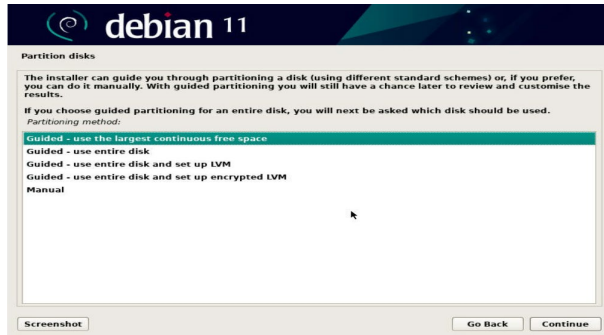 debian 11
Partition disks
The installer can guide you through partitioning a disk (using different standard schemes) or, if you prefer,
you can do it manually. With guided partitioning you will still have a chance later to review and customise the
results.
If you choose guided partitioning for an entire disk, you will next be asked which disk should be used.
Partitioning method:
Guided - use the largest continuous free space
Guided - use entire disk
Guided - use entire disk and set up LVM
Guided - use entire disk and set up encrypted LVM
Manual
Screenshot Go Back Continue